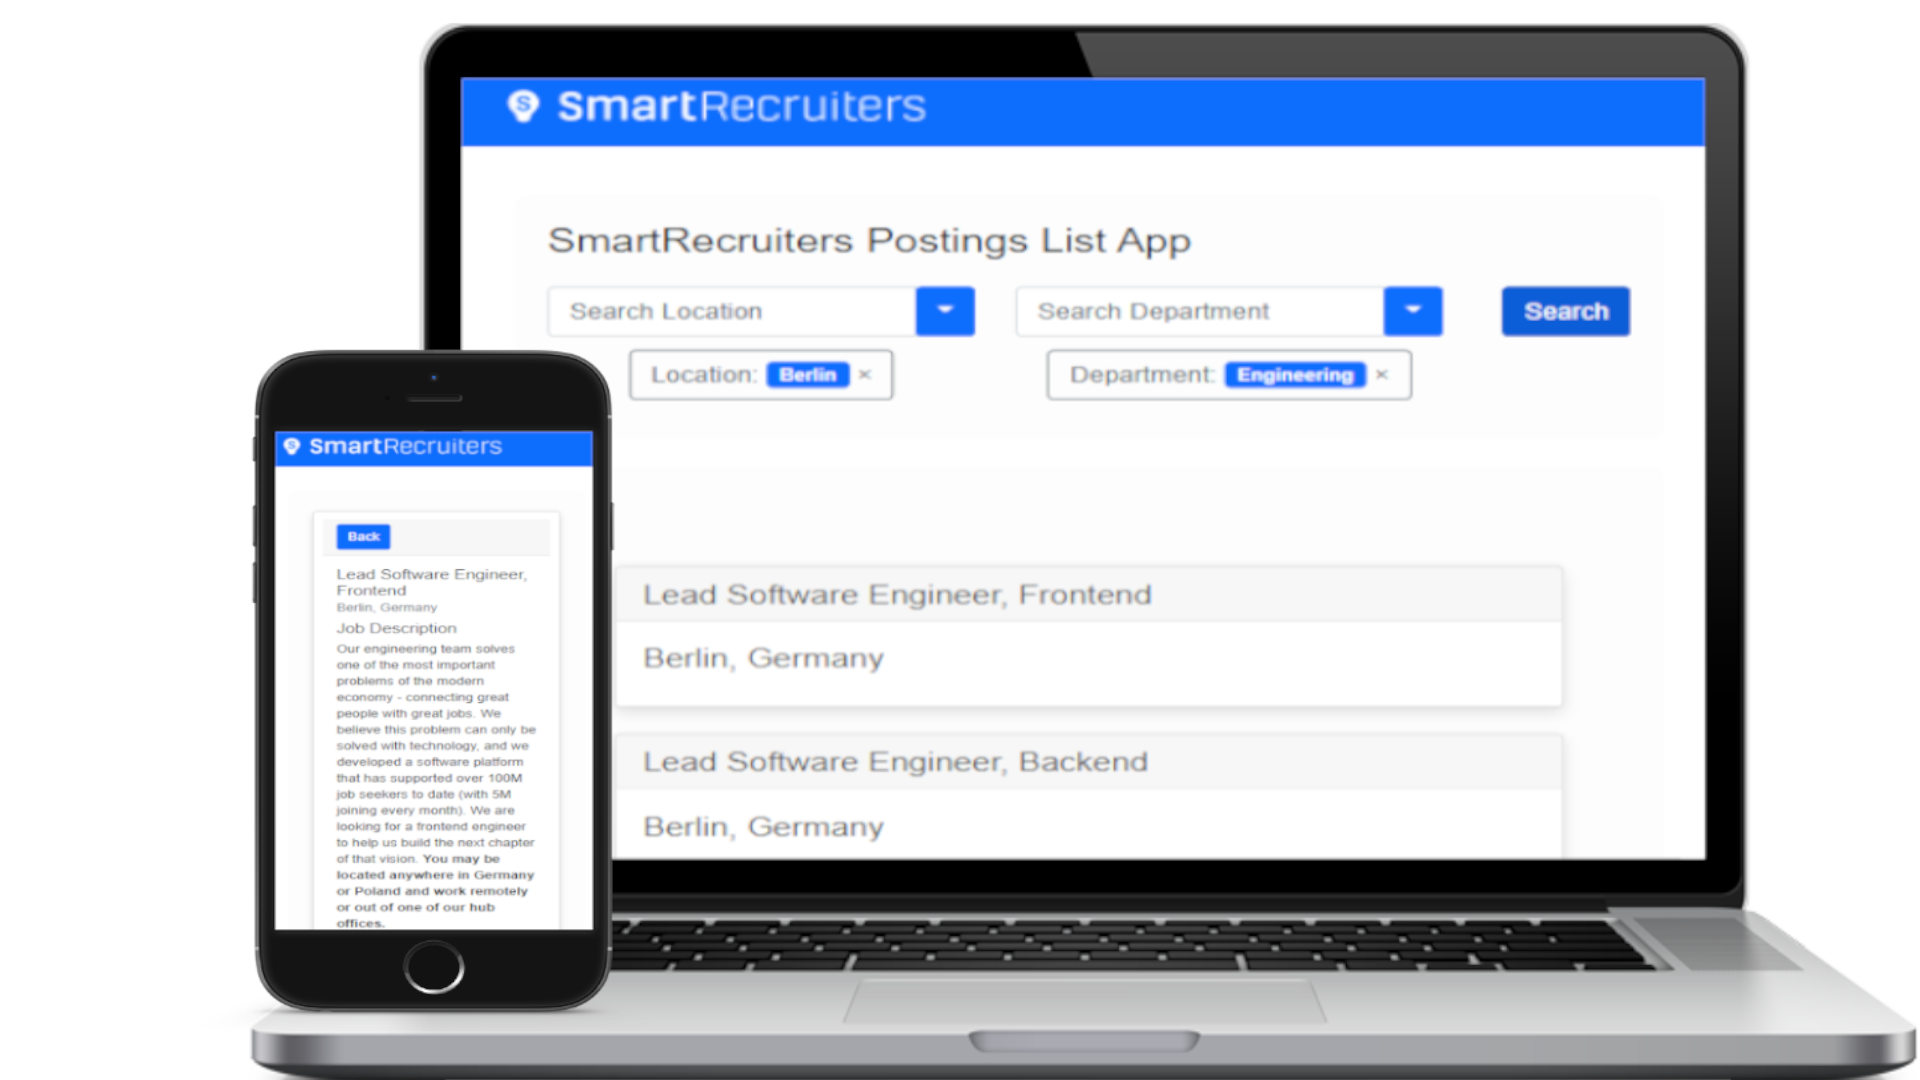 SmartRecruiters
SmartRecruiters Postings List App
Search Location
Search Department
Search
Location: Berlin ×
Department: Engineering ×
Lead Software Engineer, Frontend
Berlin, Germany
Lead Software Engineer, Backend
Berlin, Germany
SmartRecruiters
Back
Lead Software Engineer,
Frontend
Berlin, Germany
Job Description
Our engineering team solves
one of the most important
problems of the modern
economy - connecting great
people with great jobs. We
believe this problem can only be
solved with technology, and we
developed a software platform
that has supported over 100M
job seekers to date (with 5M
joining every month). We are
looking for a frontend engineer
to help us build the next chapter
of that vision. You may be
located anywhere in Germany
or Poland and work remotely
or out of one of our hub
offices.